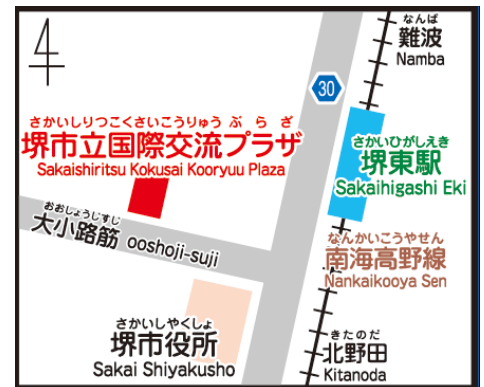 なんば
難波
Namba
30
さかいしりつこくさいこうりゅうぷらざ
堺市立国際交流プラザ
Sakaishiritsu Kokusai Kooryuu Plaza
さかいひがしえき
堺東駅
Sakaihigashi Eki
おおしょうじすじ
大小路筋 ooshoji-suji
なんかいこうやせん
南海高野線
Nankaikooya Sen
さかいしやくしょ
堺市役所
Sakai Shiyakusho
きたのだ
北野田
Kitanoda